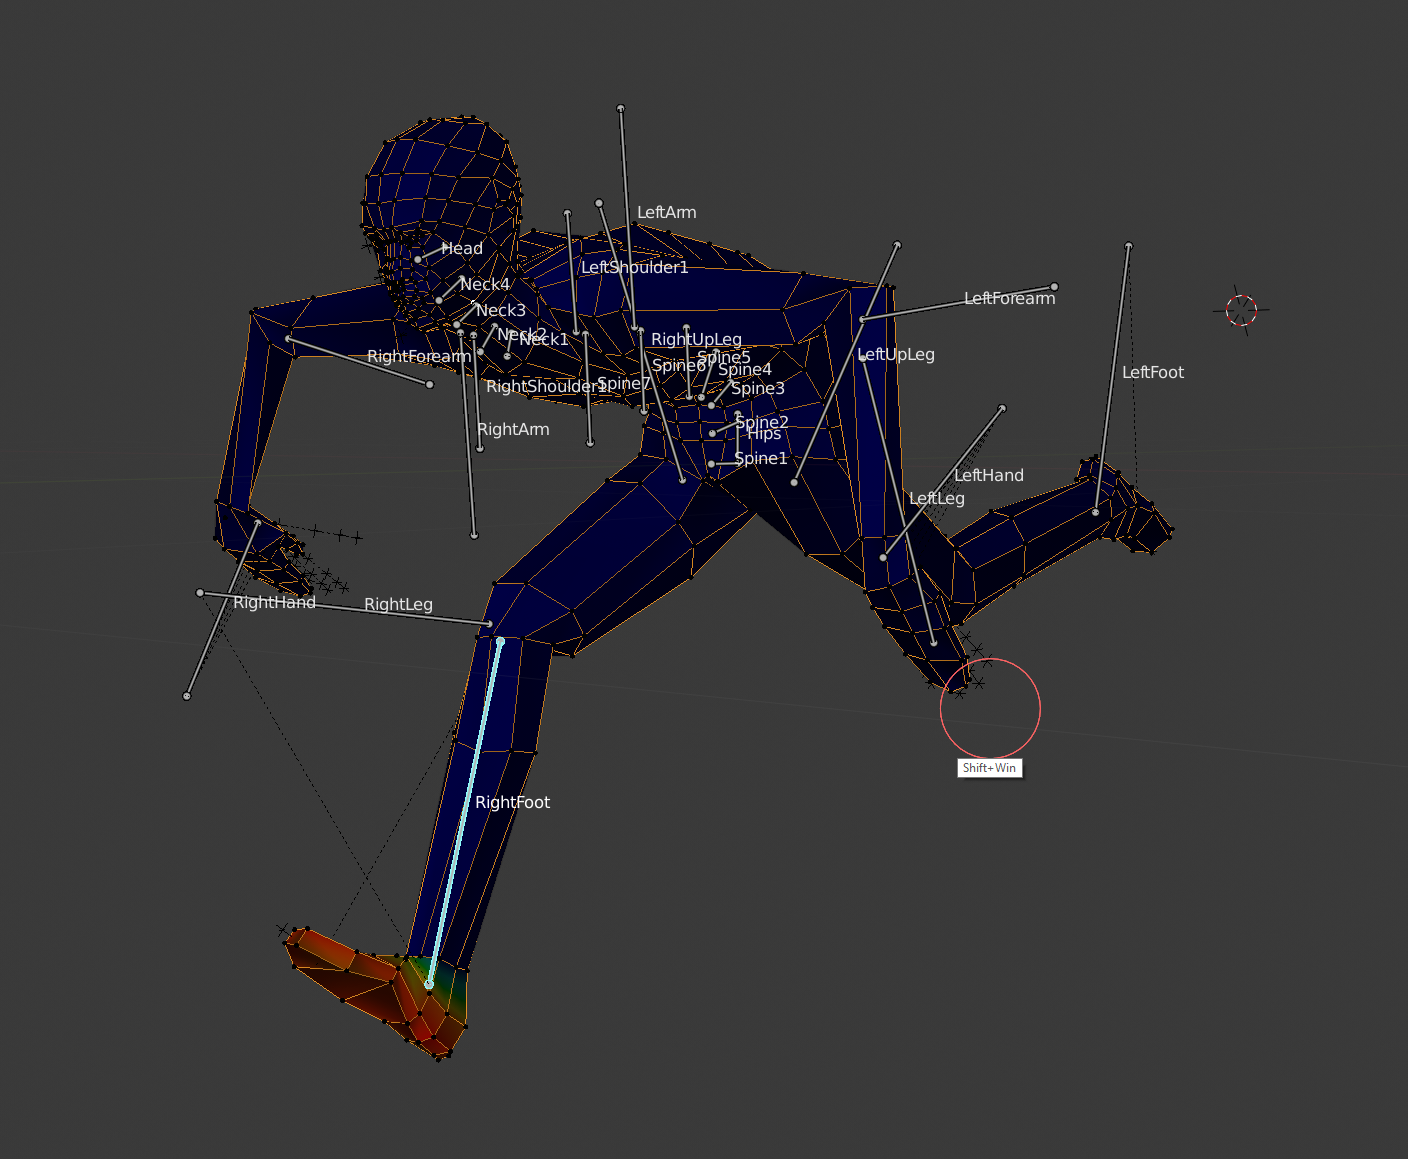 LeftArm
Head
LeftShoulder1
Neck4
LeftForearm
Neck3
Neck2
Neck1
RightUpLeg
RightForearm
Spine5
LeftUpLeg
Spine6
Spine4
LeftFoot
RightShoulder1
Spine7
Spine3
Spine2
RightArm
Hips
Spine1
LeftHand
LeftLeg
RightHand
RightLeg
Shift+Win
RightFoot